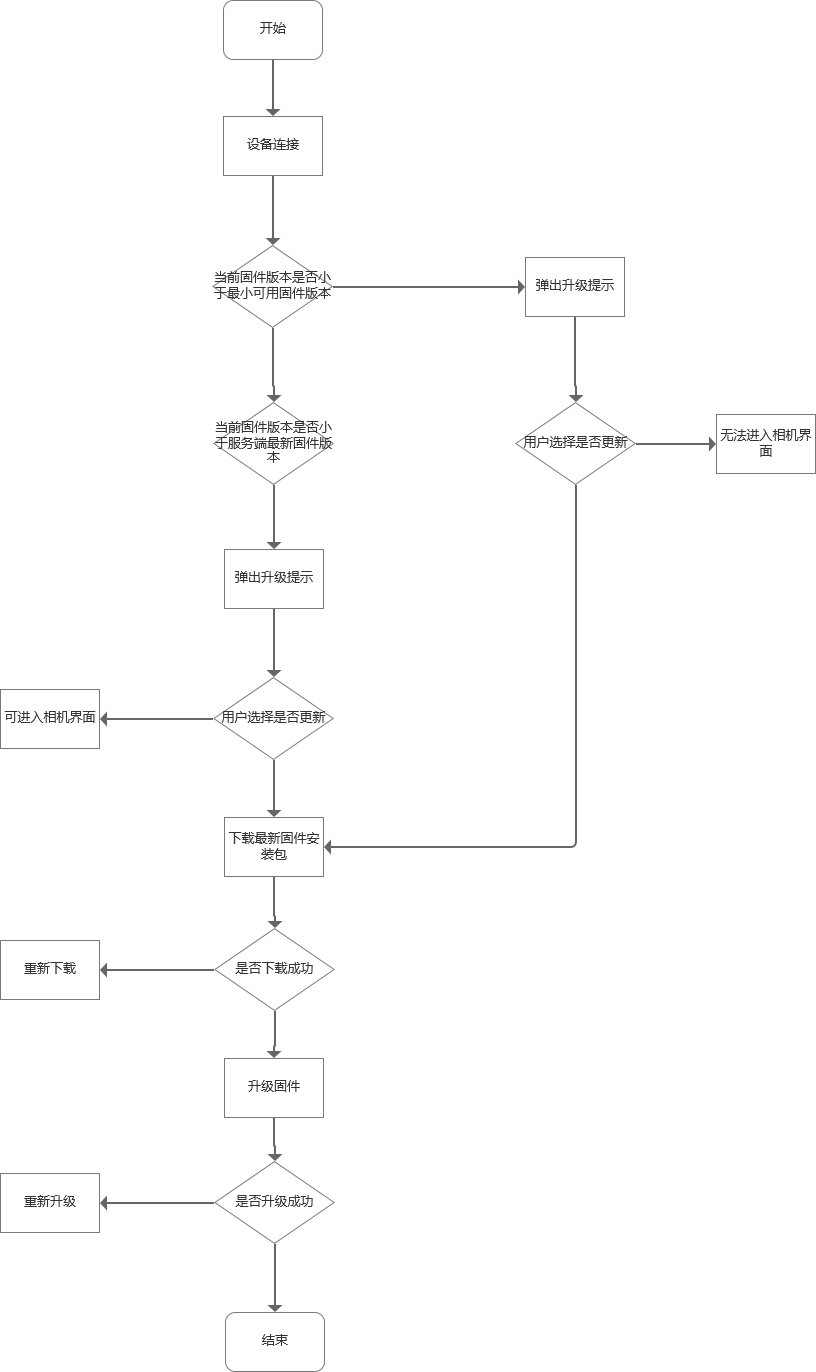 开始
设备连接
当前固件版本是否小
于最小可用固件版本
弹出升级提示
当前固件版本是否小
于服务端最新固件版
本
用户选择是否更新
无法进入相机界
面
弹出升级提示
可进入相机界面
用户选择是否更新
下载最新固件安
装包
重新下载
是否下载成功
升级固件
重新升级
是否升级成功
结束